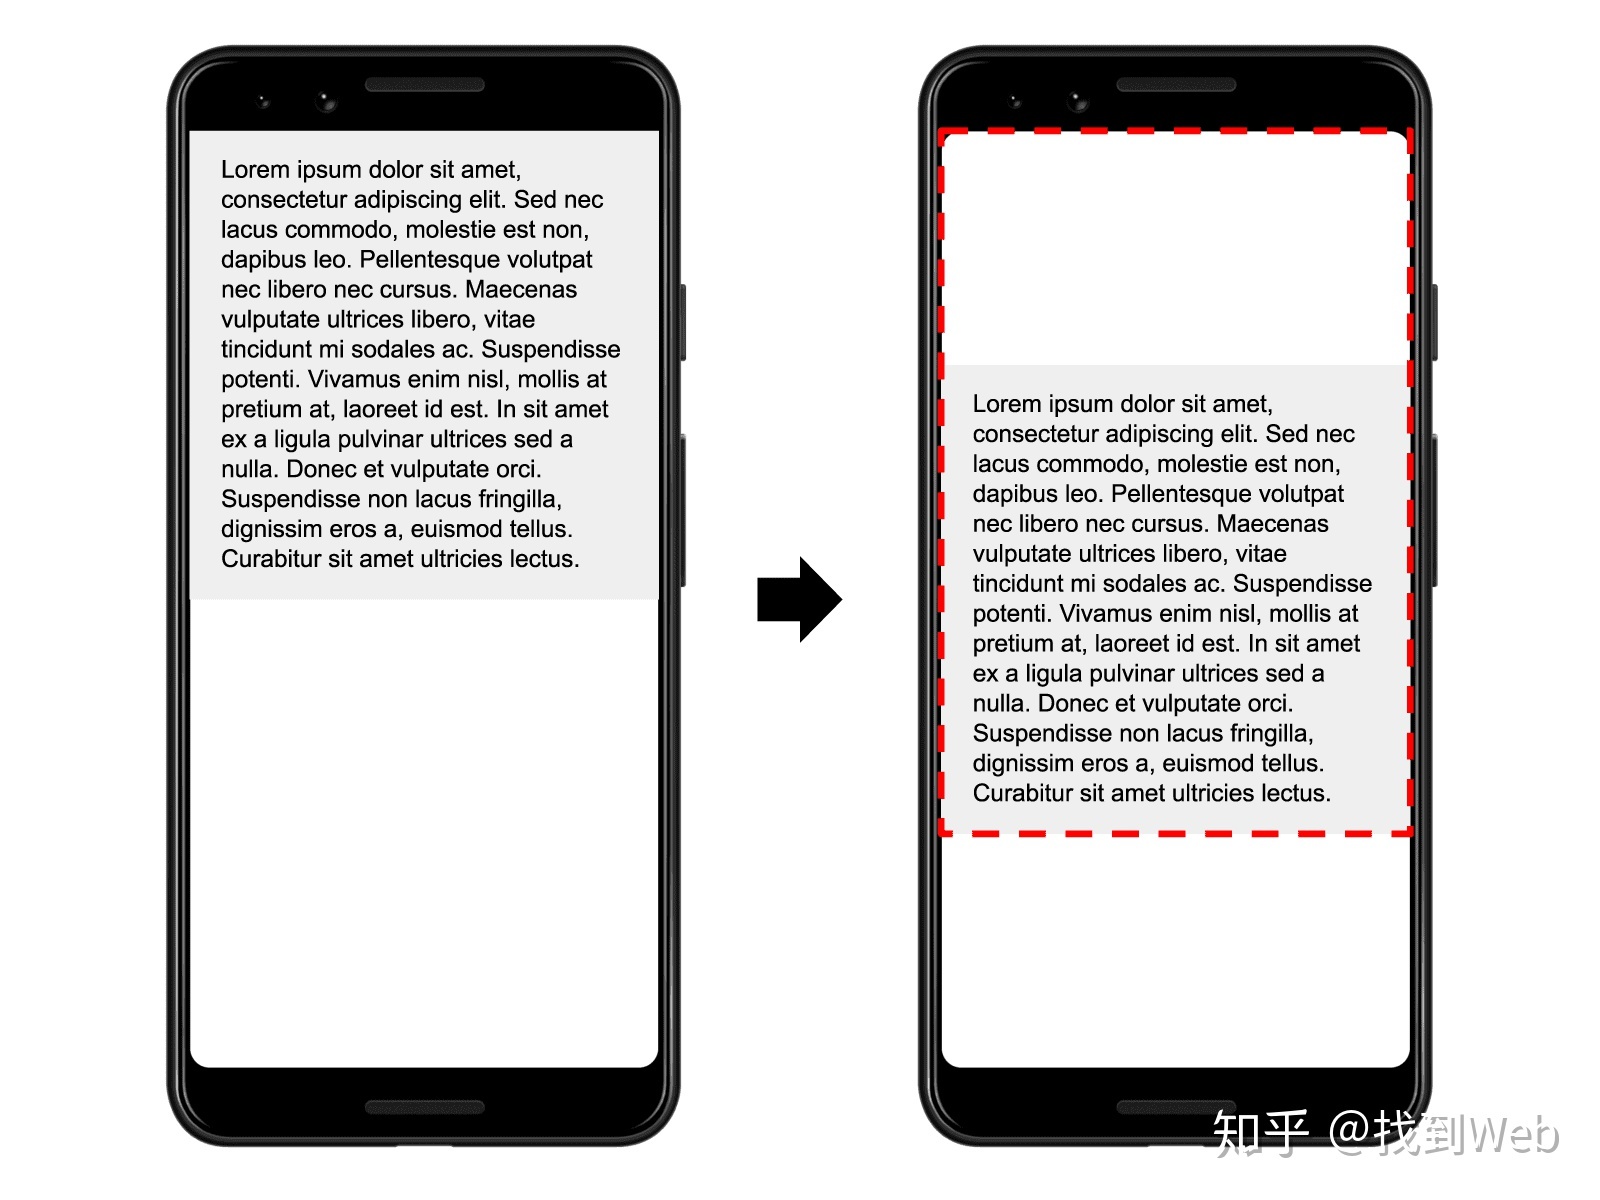 Lorem ipsum dolor sit amet,
consectetur adipiscing elit. Sed nec
lacus commodo, molestie est non,
dapibus leo. Pellentesque volutpat
nec libero nec cursus. Maecenas
vulputate ultrices libero, vitae
tincidunt mi sodales ac. Suspendisse
potenti. Vivamus enim nisl, mollis at
pretium at, laoreet id est. In sit amet
ex a ligula pulvinar ultrices sed a
nulla. Donec et vulputate orci.
Suspendisse non lacus fringilla,
dignissim eros a, euismod tellus.
Curabitur sit amet ultricies lectus.
Lorem ipsum dolor sit amet,
consectetur adipiscing elit. Sed nec
lacus commodo, molestie est non,
dapibus leo. Pellentesque volutpat
nec libero nec cursus. Maecenas
vulputate ultrices libero, vitae
tincidunt mi sodales ac. Suspendisse
potenti. Vivamus enim nisl, mollis at
pretium at, laoreet id est. In sit amet
ex a ligula pulvinar ultrices sed a
nulla. Donec et vulputate orci.
Suspendisse non lacus fringilla,
dignissim eros a, euismod tellus.
Curabitur sit amet ultricies lectus.
知乎 @找到Web